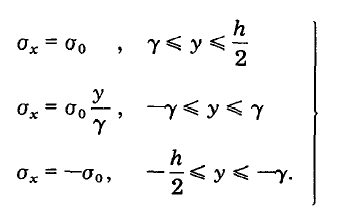 σₓ = σ₀ , γ ⩽ y ⩽ h/2
σₓ = σ₀ y/γ , −γ ⩽ y ⩽ γ
σₓ = −σ₀, −h/2 ⩽ y ⩽ −γ.